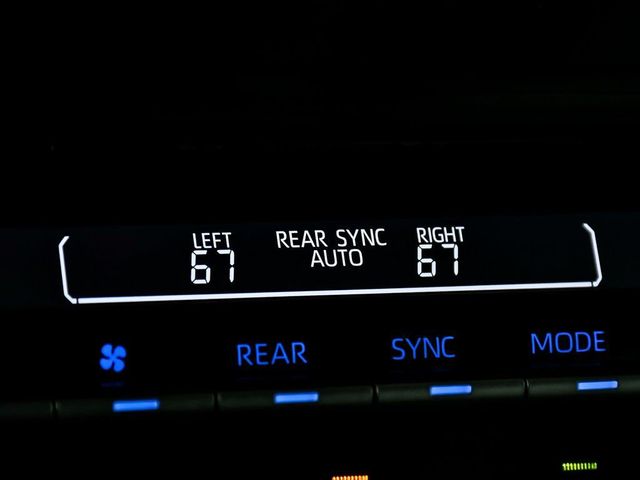 LEFT REAR SYNC RIGHT
67 AUTO 67
REAR SYNC MODE